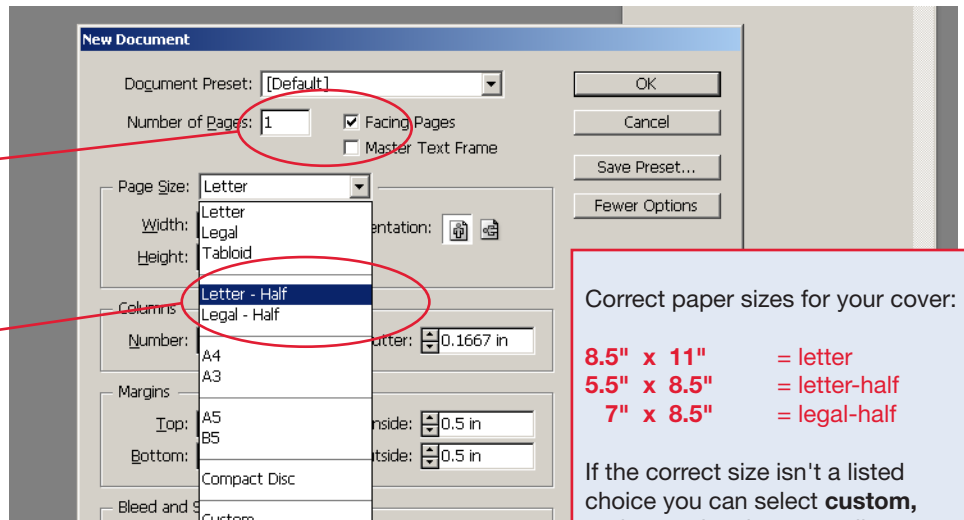 New Document
Document Preset: [Default]
OK
Number of Pages: 1
Facing Pages
Cancel
Master Text Frame
Save Preset...
Page Size: Letter
Fewer Options
Letter
Legal
Tabloid
Letter - Half
Legal - Half
A4
A3
A5
B5
Compact Disc
Custom
Width:
entation:
Height:
Columns
Number:
utter: 0.1667 in
Margins
Top:
nside: 0.5 in
Bottom:
tside: 0.5 in
Bleed and S
Correct paper sizes for your cover:
8.5" x 11" = letter
5.5" x 8.5" = letter-half
7" x 8.5" = legal-half
If the correct size isn't a listed
choice you can select custom,